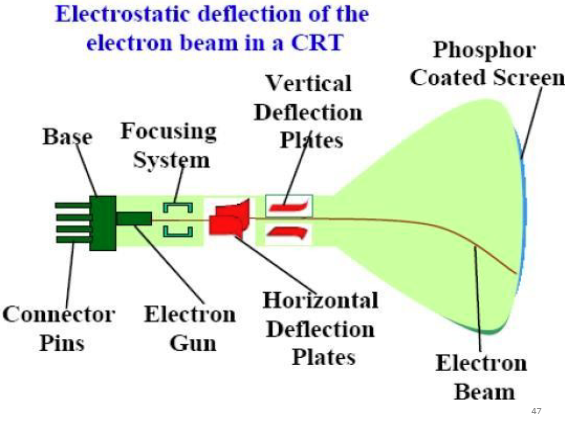 Electrostatic deflection of the
electron beam in a CRT
Phosphor
Coated Screen
Vertical
Deflection
Plates
Base
Focusing
System
Connector
Pins
Electron
Gun
Horizontal
Deflection
Plates
Electron
Beam
47